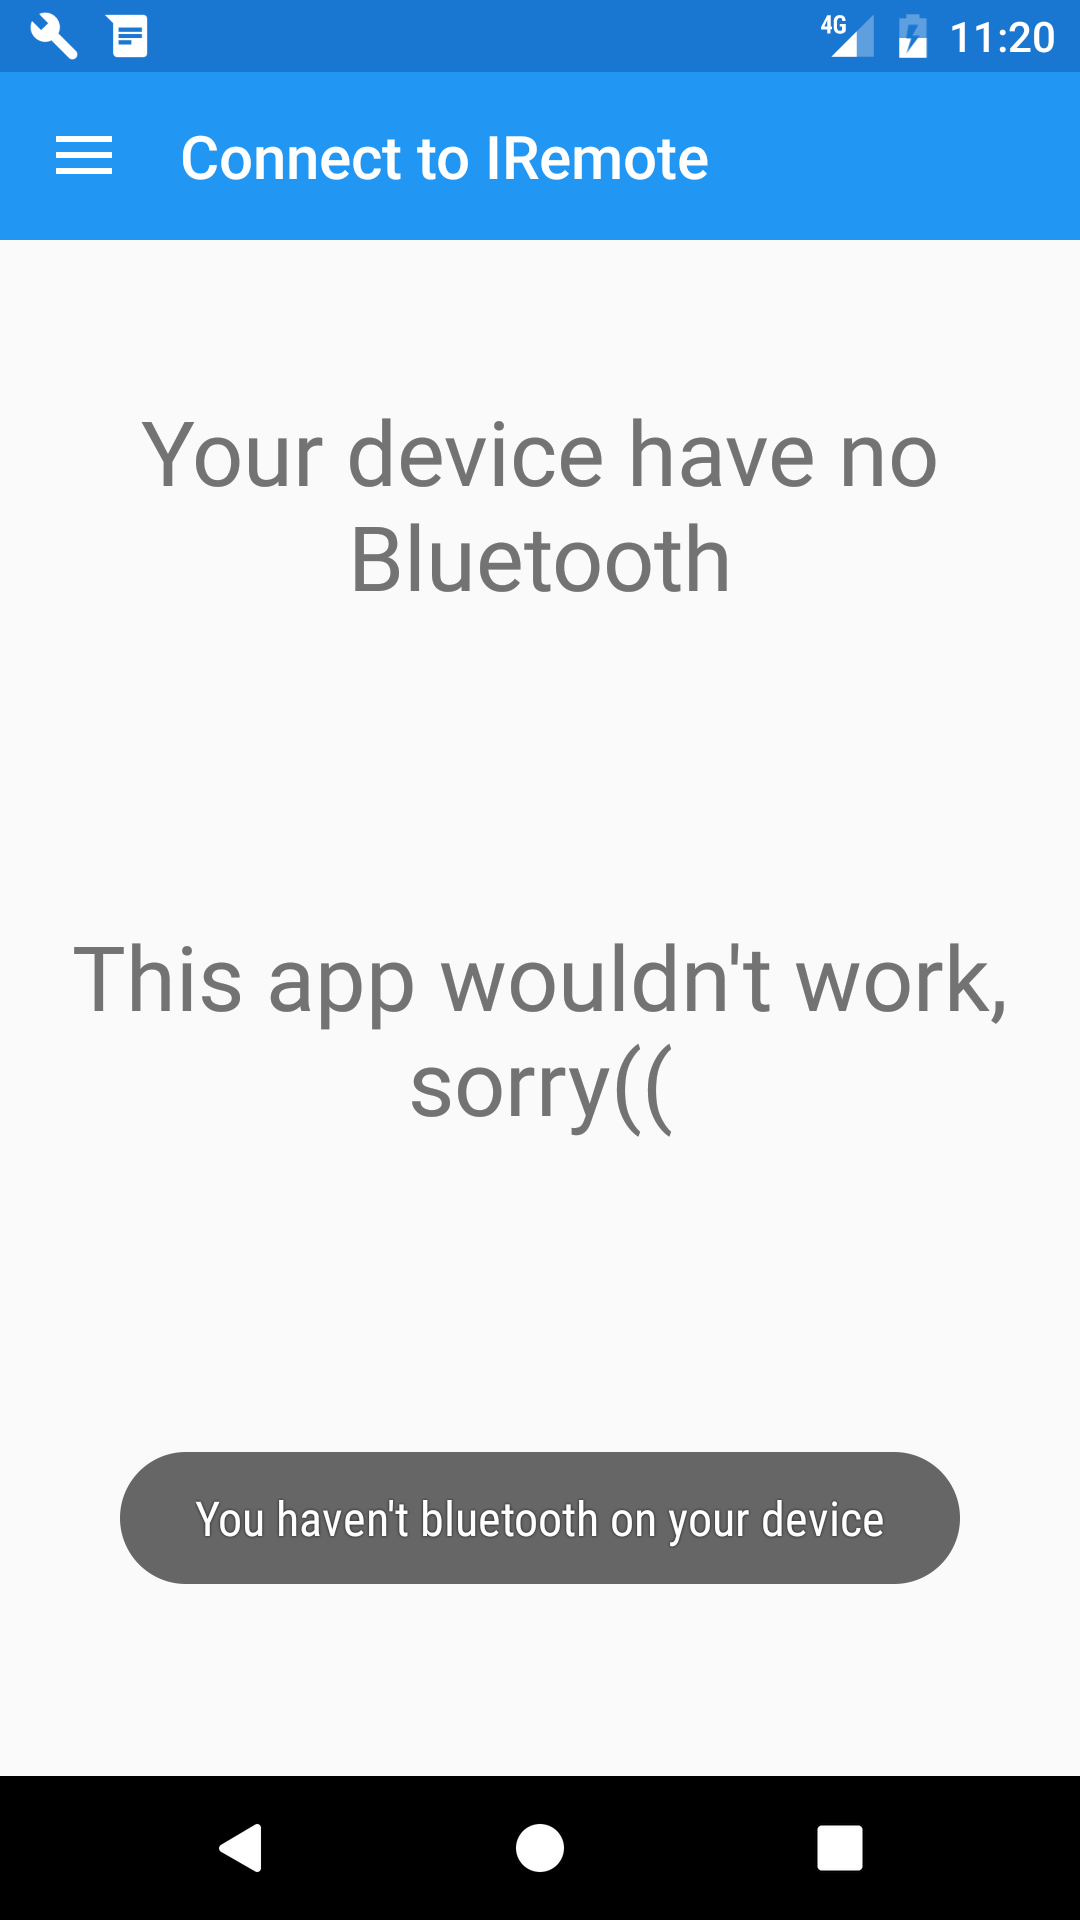 4G 11:20
Connect to IRemote
Your device have no
Bluetooth
This app wouldn't work,
sorry((
You haven't bluetooth on your device